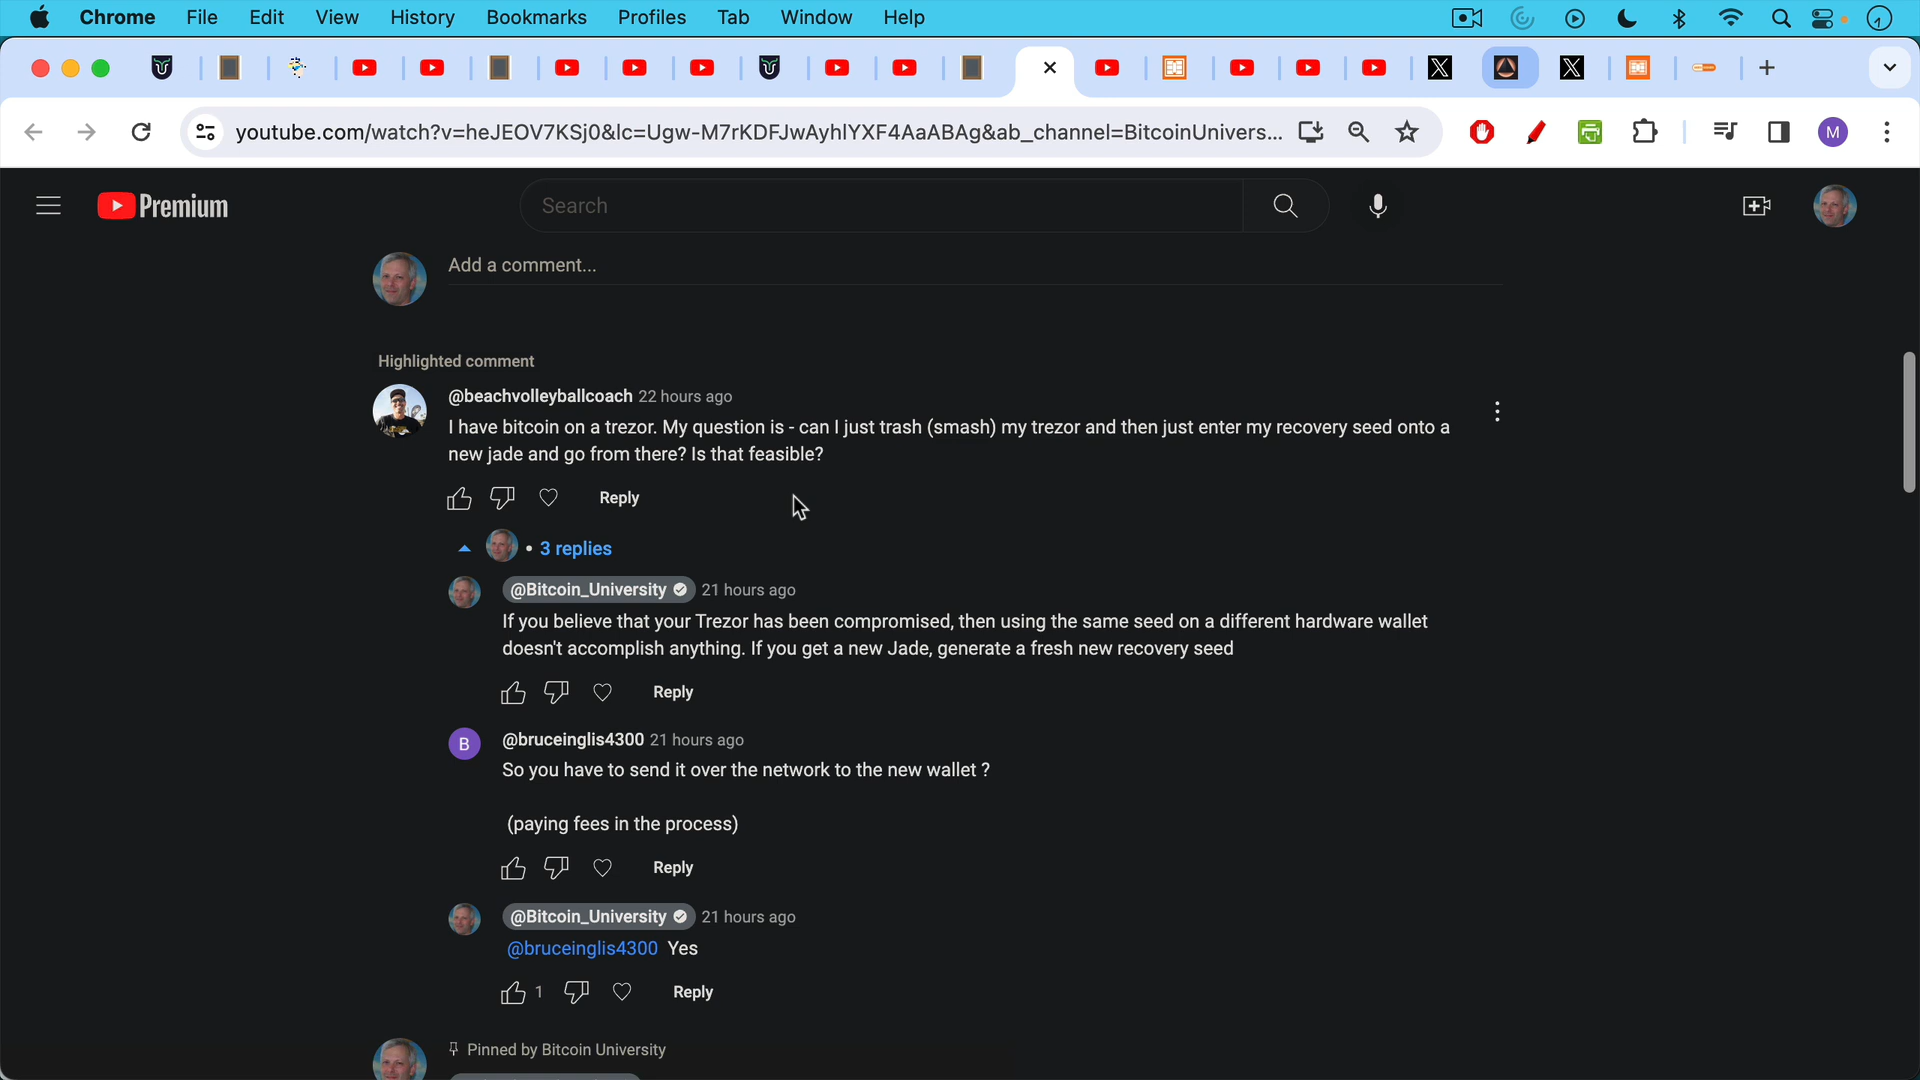 Chrome File Edit View History Bookmarks Profiles Tab Window Help
youtube.com/watch?v=heJEOV7KSj0&lc=Ugw-M7rKDFJwAyhlYXF4AaABAg&ab_channel=BitcoinUnivers...
M
Premium
Search
Add a comment...
Highlighted comment
@beachvolleyballcoach 22 hours ago
I have bitcoin on a trezor. My question is - can I just trash (smash) my trezor and then just enter my recovery seed onto a
new jade and go from there? Is that feasible?
Reply
• 3 replies
@Bitcoin_University 21 hours ago
If you believe that your Trezor has been compromised, then using the same seed on a different hardware wallet
doesn't accomplish anything. If you get a new Jade, generate a fresh new recovery seed
Reply
B
@bruceinglis4300 21 hours ago
So you have to send it over the network to the new wallet ?
(paying fees in the process)
Reply
@Bitcoin_University 21 hours ago
@bruceinglis4300 Yes
1 Reply
Pinned by Bitcoin University